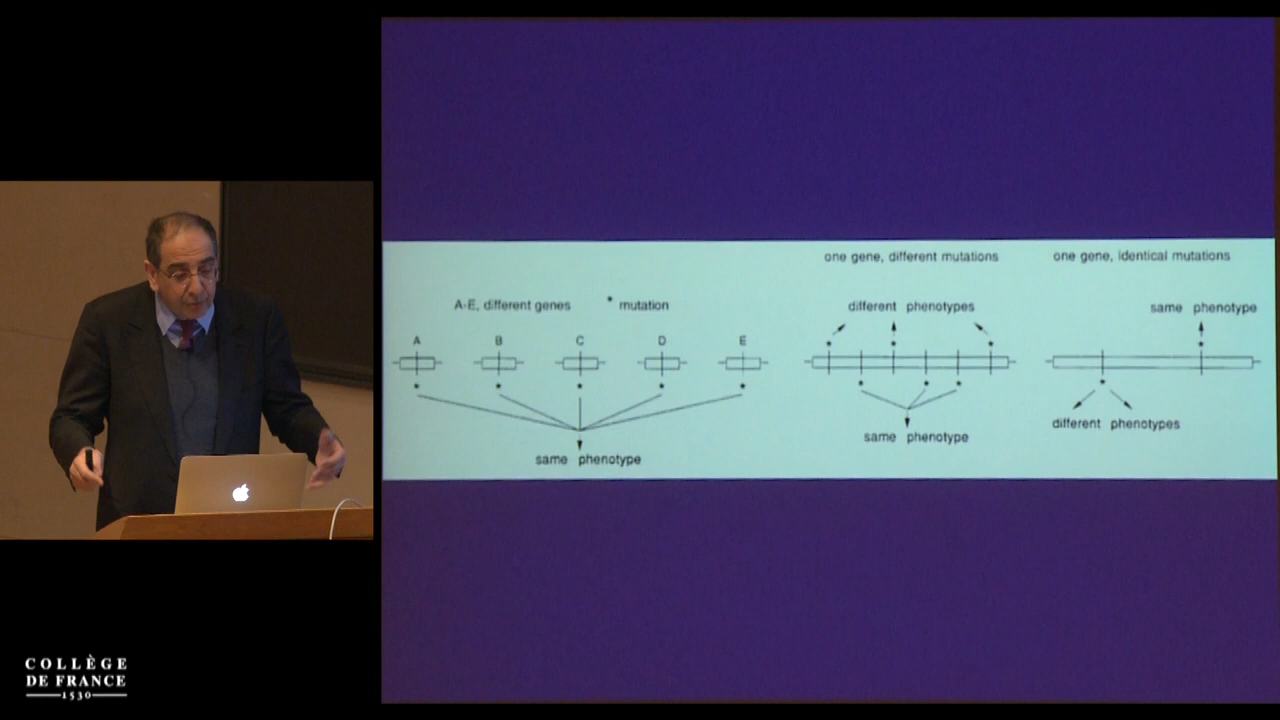 one gene, different mutations
one gene, identical mutations
A-E, different genes
* mutation
different phenotypes
same phenotype
A B C D E
* * *
* *
* * * * *
* * *
*
different phenotypes
same phenotype
same phenotype
COLLÈGE
DE FRANCE
1530